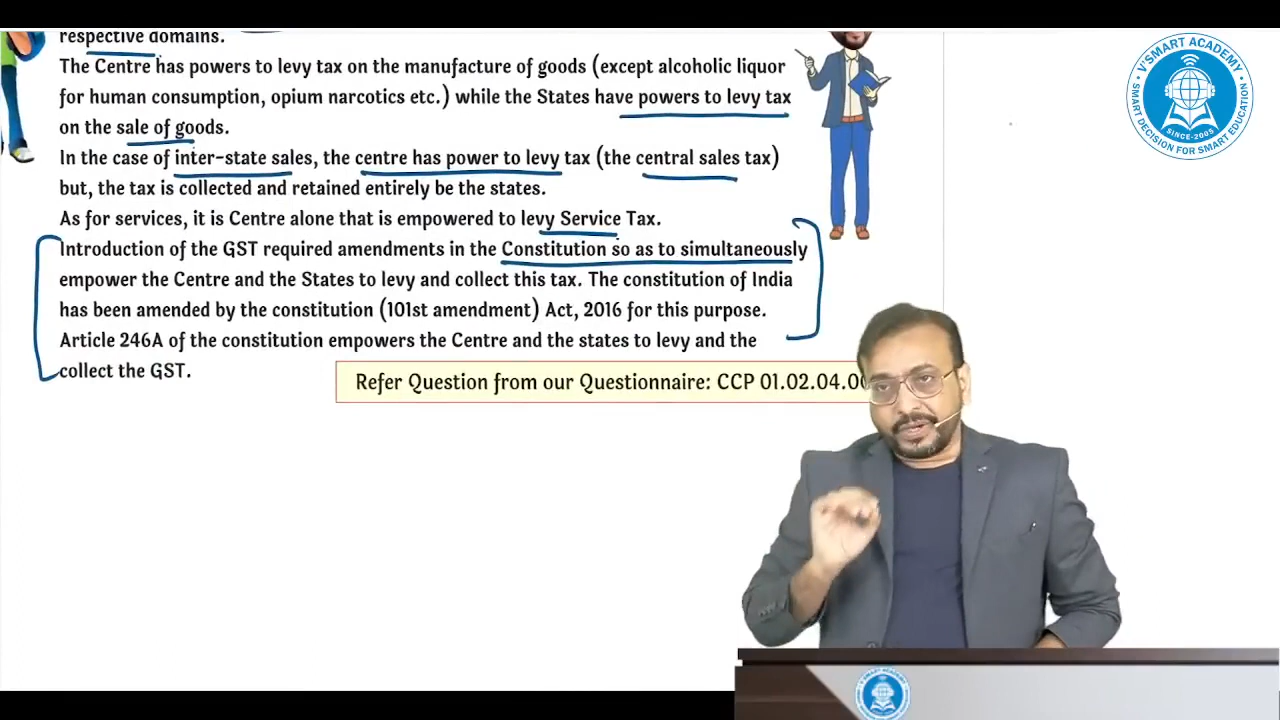 respective domains.
The Centre has powers to levy tax on the manufacture of goods (except alcoholic liquor
for human consumption, opium narcotics etc.) while the States have powers to levy tax
on the sale of goods.
In the case of inter-state sales, the centre has power to levy tax (the central sales tax)
but, the tax is collected and retained entirely be the states.
As for services, it is Centre alone that is empowered to levy Service Tax.
Introduction of the GST required amendments in the Constitution so as to simultaneously
empower the Centre and the States to levy and collect this tax. The constitution of India
has been amended by the constitution (101st amendment) Act, 2016 for this purpose.
Article 246A of the constitution empowers the Centre and the states to levy and the
collect the GST.
Refer Question from our Questionnaire: CCP
V'SMART ACADEMY
SMART DECISION FOR SMART EDUCATION
SINCE-2005